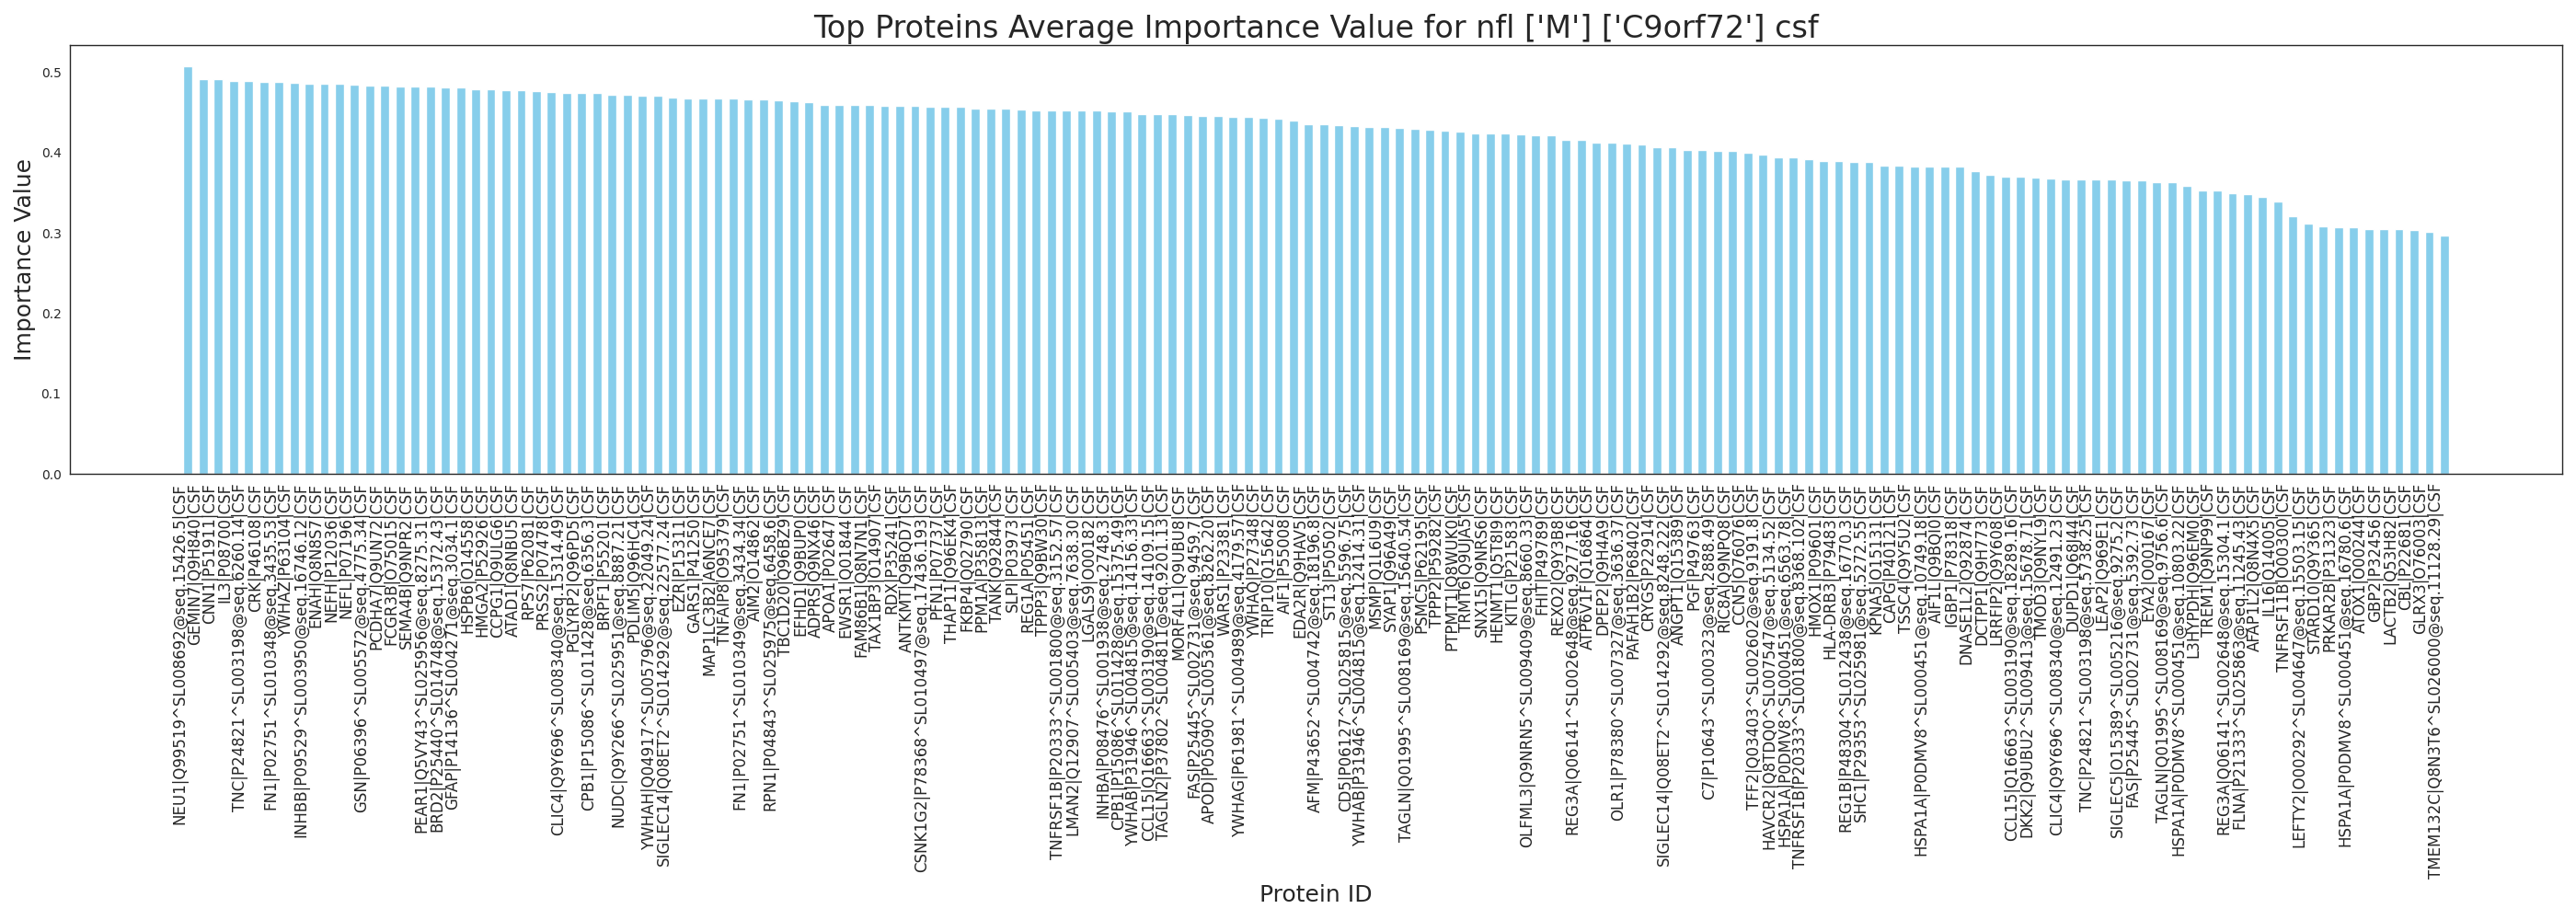 Top Proteins Average Importance Value for nfl ['M'] ['C9orf72'] csf
Importance Value
0.5
0.4
0.3
0.2
0.1
0.0
NEU1|Q99519^SL008692@seq.15426.5|CSF
GEMIN7|Q9H840|CSF
CNN1|P51911|CSF
IL3|P08700|CSF
TNC|P24821^SL003198@seq.6260.14|CSF
CRK|P46108|CSF
FN1|P02751^SL010348@seq.3435.53|CSF
YWHAZ|P63104|CSF
INHBB|P09529^SL003950@seq.16746.12|CSF
ENAH|Q8N8S7|CSF
NEFH|P12036|CSF
NEFL|P07196|CSF
GSN|P06396^SL005572@seq.4775.34|CSF
PCDHA7|Q9UN72|CSF
FCGR3B|O75015|CSF
SEMA4B|Q9NPR2|CSF
PEAR1|Q5VY43^SL025956@seq.8275.31|CSF
BRD2|P25440^SL014748@seq.15372.43|CSF
GFAP|P14136^SL004271@seq.3034.1|CSF
HSPB6|O14558|CSF
HMGA2|P52926|CSF
CCPG1|Q9ULG6|CSF
ATAD1|Q8NBU5|CSF
RPS7|P62081|CSF
PRSS2|P07478|CSF
CLIC4|Q9Y696^SL008340@seq.15314.49|CSF
PGLYRP2|Q96PD5|CSF
CPB1|P15086^SL011428@seq.6356.3|CSF
BRPF1|P55201|CSF
NUDC|Q9Y266^SL025951@seq.8887.21|CSF
PDLIM5|Q96HC4|CSF
YWHAH|Q04917^SL005796@seq.22049.24|CSF
SIGLEC14|Q08ET2^SL014292@seq.22577.24|CSF
EZR|P15311|CSF
GARS1|P41250|CSF
MAP1LC3B2|A6NCE7|CSF
TNFAIP8|O95379|CSF
FN1|P02751^SL010349@seq.3434.34|CSF
AIM2|O14862|CSF
RPN1|P04843^SL025975@seq.6458.6|CSF
TBC1D20|Q96BZ9|CSF
EFHD1|Q9BUP0|CSF
ADPRS|Q9NX46|CSF
APOA1|P02647|CSF
EWSR1|Q01844|CSF
FAM86B1|Q8N7N1|CSF
TAX1BP3|O14907|CSF
RDX|P35241|CSF
ANTKMT|Q9BQD7|CSF
CSNK1G2|P78368^SL010497@seq.17436.193|CSF
PFN1|P07737|CSF
THAP11|Q96EK4|CSF
FKBP4|Q02790|CSF
PPM1A|P35813|CSF
TANK|Q92844|CSF
SLPI|P03973|CSF
REG1A|P05451|CSF
TPPP3|Q9BW30|CSF
TNFRSF1B|P20333^SL001800@seq.3152.57|CSF
LMAN2|Q12907^SL005403@seq.7638.30|CSF
LGALS9|O00182|CSF
INHBA|P08476^SL001938@seq.2748.3|CSF
CPB1|P15086^SL011428@seq.15375.49|CSF
YWHAB|P31946^SL004815@seq.14156.33|CSF
CCL15|Q16663^SL003190@seq.14109.15|CSF
TAGLN2|P37802^SL004811@seq.9201.13|CSF
MORF4L1|Q9UBU8|CSF
FAS|P25445^SL002731@seq.9459.7|CSF
APOD|P05090^SL005361@seq.8262.20|CSF
WARS1|P23381|CSF
YWHAG|P61981^SL004989@seq.4179.57|CSF
YWHAQ|P27348|CSF
TRIP10|Q15642|CSF
AIF1|P55008|CSF
EDA2R|Q9HAV5|CSF
AFM|P43652^SL004742@seq.18196.8|CSF
ST13|P50502|CSF
CD5|P06127^SL025815@seq.5596.75|CSF
YWHAB|P31946^SL004815@seq.12414.31|CSF
MSMP|Q1L6U9|CSF
SYAP1|Q96A49|CSF
TAGLN|Q01995^SL008169@seq.15640.54|CSF
PSMC5|P62195|CSF
TPPP2|P59282|CSF
PTPMT1|Q8WUK0|CSF
TRMT6|Q9UJA5|CSF
SNX15|Q9NRS6|CSF
HENMT1|Q5T8I9|CSF
KITLG|P21583|CSF
OLFML3|Q9NRN5^SL009409@seq.8660.33|CSF
FHIT|P49789|CSF
REXO2|Q9Y3B8|CSF
REG3A|Q06141^SL002648@seq.9277.16|CSF
ATP6V1F|Q16864|CSF
DPEP2|Q9H4A9|CSF
OLR1|P78380^SL007327@seq.3636.37|CSF
PAFAH1B2|P68402|CSF
CRYGS|P22914|CSF
SIGLEC14|Q08ET2^SL014292@seq.8248.222|CSF
ANGPT1|Q15389|CSF
PGF|P49763|CSF
C7|P10643^SL000323@seq.2888.49|CSF
RIC8A|Q9NPQ8|CSF
CCN5|O76076|CSF
TFF2|Q03403^SL002602@seq.9191.8|CSF
HAVCR2|Q8TDQ0^SL007547@seq.5134.52|CSF
HSPA1A|P0DMV8^SL000451@seq.6563.78|CSF
TNFRSF1B|P20333^SL001800@seq.8368.102|CSF
HMOX1|P09601|CSF
HLA-DRB3|P79483|CSF
REG1B|P48304^SL012438@seq.16770.3|CSF
SHC1|P29353^SL025981@seq.5272.55|CSF
KPNA5|O15131|CSF
CAPG|P40121|CSF
TSSC4|Q9Y5U2|CSF
HSPA1A|P0DMV8^SL000451@seq.10749.18|CSF
AIF1L|Q9BQI0|CSF
IGBP1|P78318|CSF
DNASE1L2|Q92874|CSF
DCTPP1|Q9H773|CSF
LRRFIP2|Q9Y608|CSF
CCL15|Q16663^SL003190@seq.18289.16|CSF
DKK2|Q9UBU2^SL009413@seq.15678.71|CSF
TMOD3|Q9NYL9|CSF
CLIC4|Q9Y696^SL008340@seq.12491.23|CSF
DUPD1|Q68J44|CSF
TNC|P24821^SL003198@seq.5738.25|CSF
LEAP2|Q969E1|CSF
SIGLEC5|O15389^SL005216@seq.9275.2|CSF
FAS|P25445^SL002731@seq.5392.73|CSF
EYA2|O00167|CSF
TAGLN|Q01995^SL008169@seq.9756.6|CSF
HSPA1A|P0DMV8^SL000451@seq.10803.22|CSF
L3HYPDH|Q96EM0|CSF
TREM1|Q9NP99|CSF
REG3A|Q06141^SL002648@seq.15304.1|CSF
FLNA|P21333^SL025863@seq.11245.43|CSF
AFAP1L2|Q8N4X5|CSF
IL16|Q14005|CSF
TNFRSF11B|O00300|CSF
LEFTY2|O00292^SL004647@seq.15503.15|CSF
STARD10|Q9Y365|CSF
PRKAR2B|P31323|CSF
HSPA1A|P0DMV8^SL000451@seq.16780.6|CSF
ATOX1|O00244|CSF
GBP2|P32456|CSF
LACTB2|Q53H82|CSF
CBL|P22681|CSF
GLRX3|O76003|CSF
TMEM132C|Q8N3T6^SL026000@seq.11128.29|CSF
Protein ID